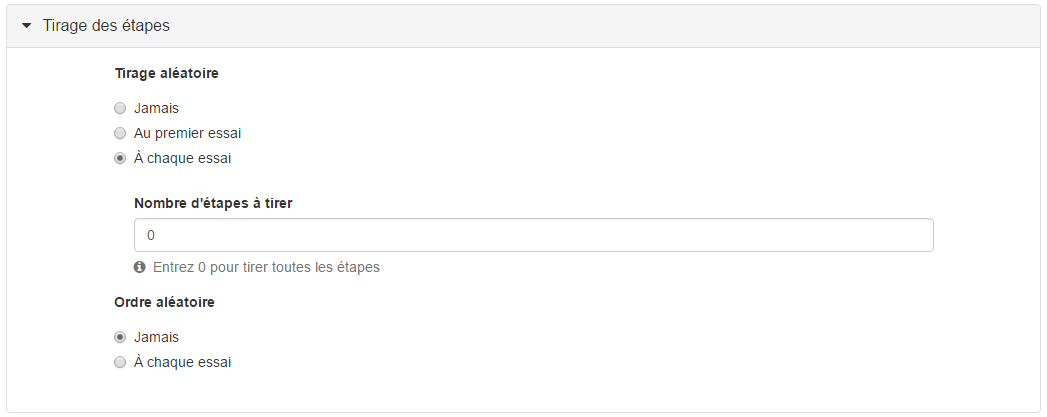 Tirage des étapes
Tirage aléatoire
Jamais
Au premier essai
À chaque essai
Nombre d'étapes à tirer
0
Entrez 0 pour tirer toutes les étapes
Ordre aléatoire
Jamais
À chaque essai